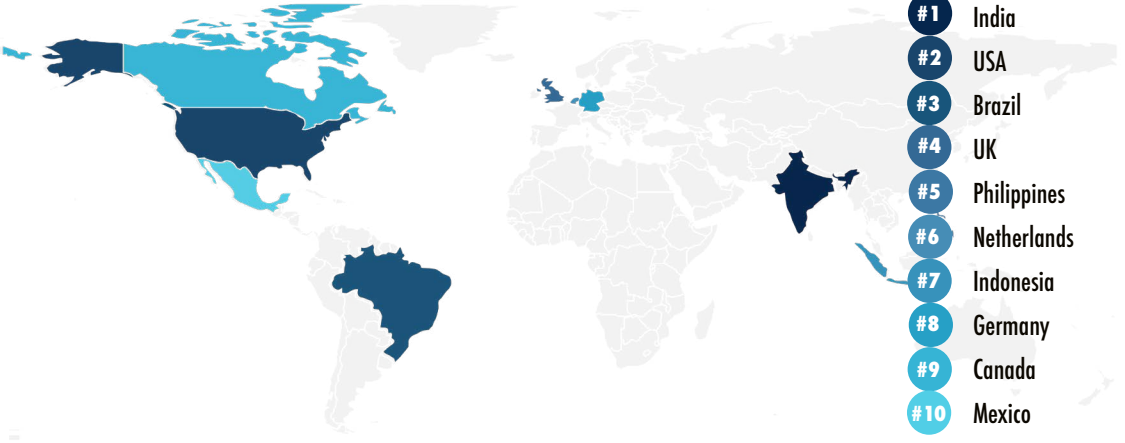 #1 India
#2 USA
#3 Brazil
#4 UK
#5 Philippines
#6 Netherlands
#7 Indonesia
#8 Germany
#9 Canada
#10 Mexico